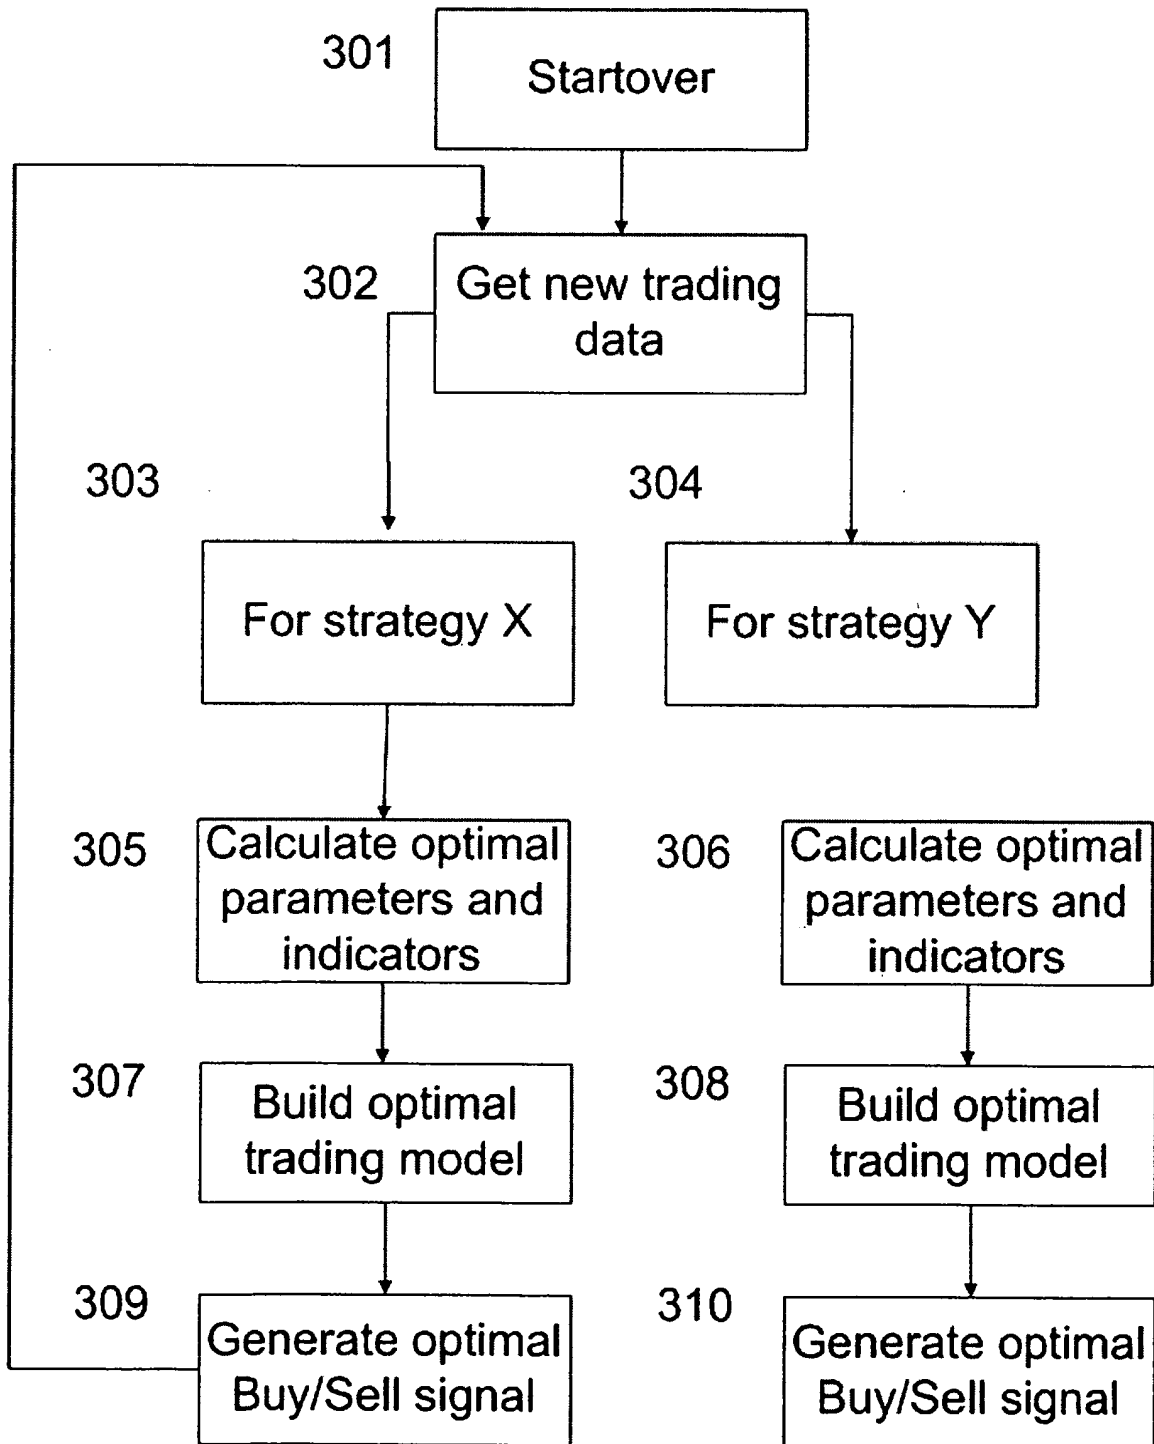 301
Startover
302
Get new trading
data
303
304
For strategy X
For strategy Y
305
Calculate optimal
parameters and
indicators
306
Calculate optimal
parameters and
indicators
307
Build optimal
trading model
308
Build optimal
trading model
309
Generate optimal
Buy/Sell signal
310
Generate optimal
Buy/Sell signal